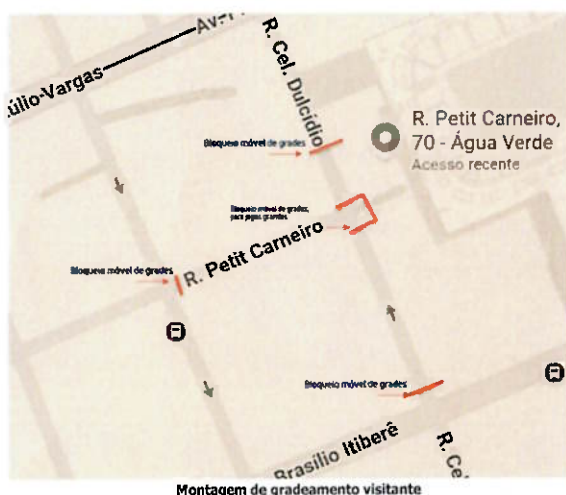 Av.
túlio-Vargas
R. Cel. Dulcídio
R. Petit Carneiro,
70 - Água Verde
Acesso recente
Bloqueio móvel de grades
Bloqueio móvel de grades,
para jogos grandes
R. Petit Carneiro
Bloqueio móvel de grades
Bloqueio móvel de grades
Brasílio Itiberê
R. Cel
Montagem de gradeamento visitante